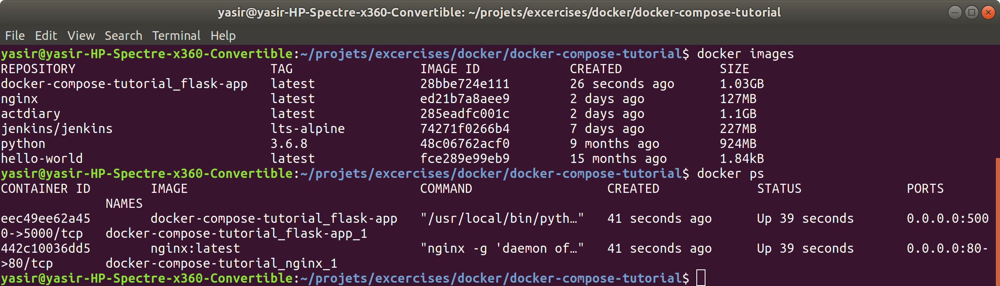 yasir@yasir-HP-Spectre-x360-Convertible: ~/projets/excercises/docker/docker-compose-tutorial
File Edit View Search Terminal Help
yasir@yasir-HP-Spectre-x360-Convertible:~/projets/excercises/docker/docker-compose-tutorial$ docker images
REPOSITORY                          TAG                 IMAGE ID            CREATED             SIZE
docker-compose-tutorial_flask-app   latest              28bbe724e111        26 seconds ago      1.03GB
nginx                               latest              ed21b7a8aee9        2 days ago          127MB
actdiary                            latest              285eadfc001c        2 days ago          1.1GB
jenkins/jenkins                     lts-alpine          74271f0266b4        7 days ago          227MB
python                              3.6.8               48c06762acf0        9 months ago        924MB
hello-world                         latest              fce289e99eb9        15 months ago       1.84kB
yasir@yasir-HP-Spectre-x360-Convertible:~/projets/excercises/docker/docker-compose-tutorial$ docker ps
CONTAINER ID        IMAGE                               COMMAND                  CREATED             STATUS              PORTS
              NAMES
eec49ee62a45        docker-compose-tutorial_flask-app   "/usr/local/bin/pyth…"   41 seconds ago      Up 39 seconds       0.0.0.0:500
0->5000/tcp   docker-compose-tutorial_flask-app_1
442c10036dd5        nginx:latest                        "nginx -g 'daemon of…"   41 seconds ago      Up 39 seconds       0.0.0.0:80-
>80/tcp       docker-compose-tutorial_nginx_1
yasir@yasir-HP-Spectre-x360-Convertible:~/projets/excercises/docker/docker-compose-tutorial$